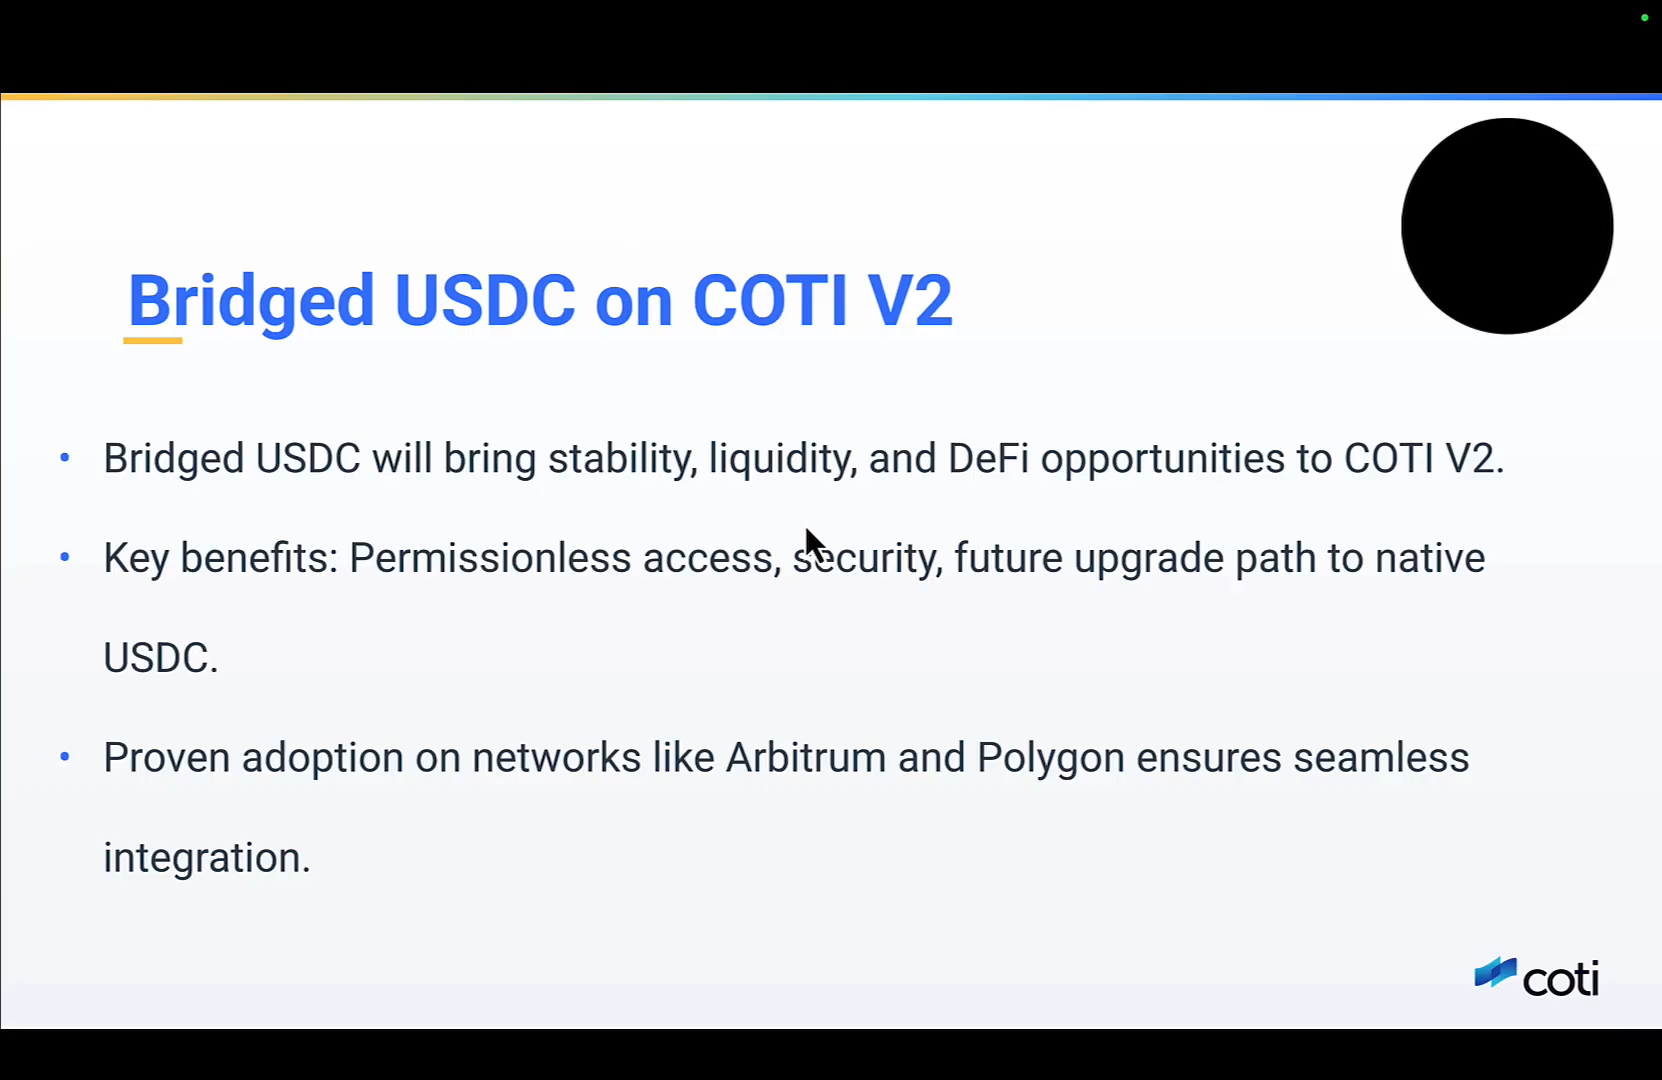 Bridged USDC on COTI V2
Bridged USDC will bring stability, liquidity, and DeFi opportunities to COTI V2.
Key benefits: Permissionless access, security, future upgrade path to native
USDC.
Proven adoption on networks like Arbitrum and Polygon ensures seamless
integration.
coti